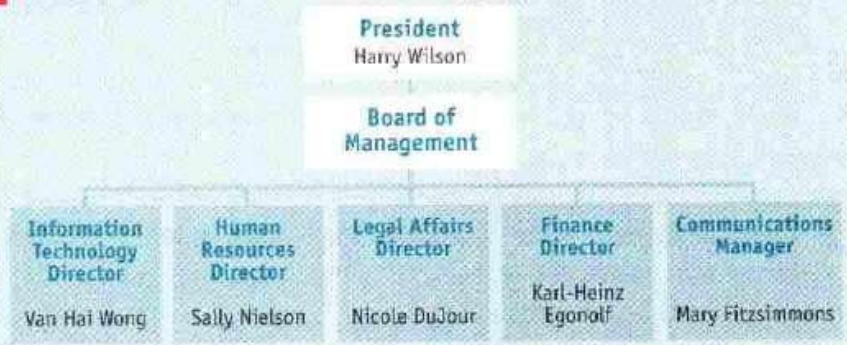 President
Harry Wilson
Board of
Management
Information
Technology
Director
Van Hai Wong
Human
Resources
Director
Sally Nielson
Legal Affairs
Director
Nicole DuJour
Finance
Director
Karl-Heinz
Egonolf
Communications
Manager
Mary Fitzsimmons